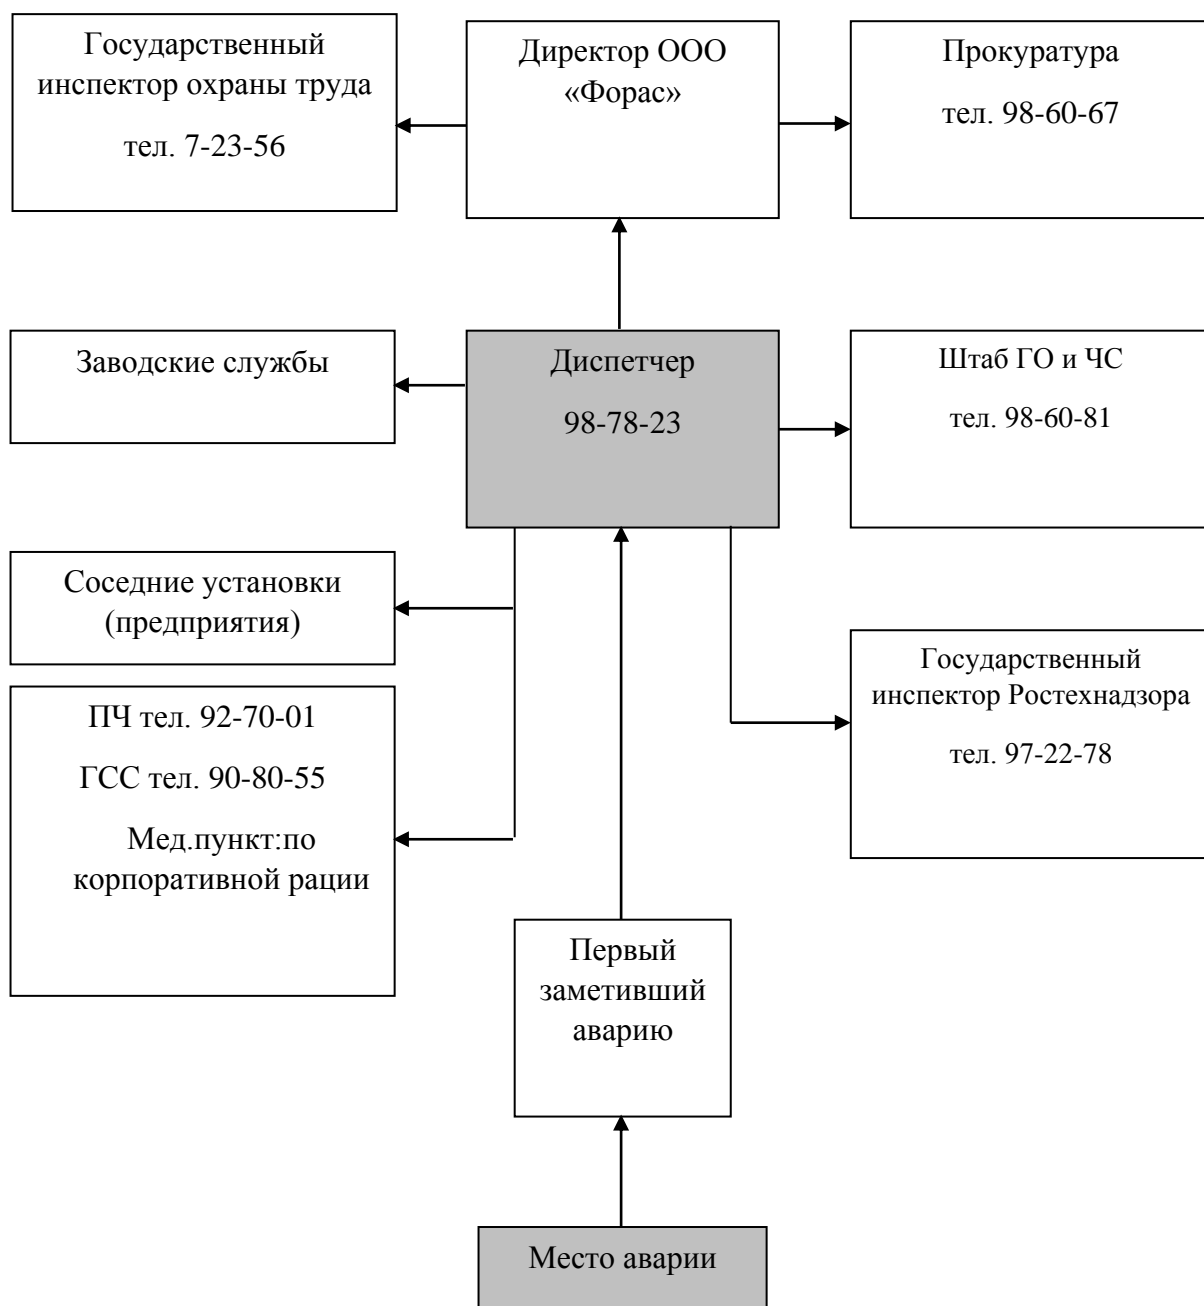 Государственный
инспектор охраны труда
тел. 7-23-56
Директор ООО
«Форас»
Прокуратура
тел. 98-60-67
Заводские службы
Диспетчер
98-78-23
Штаб ГО и ЧС
тел. 98-60-81
Соседние установки
(предприятия)
Государственный
инспектор Ростехнадзора
тел. 97-22-78
ПЧ тел. 92-70-01
ГСС тел. 90-80-55
Мед.пункт:по
корпоративной рации
Первый
заметивший
аварию
Место аварии